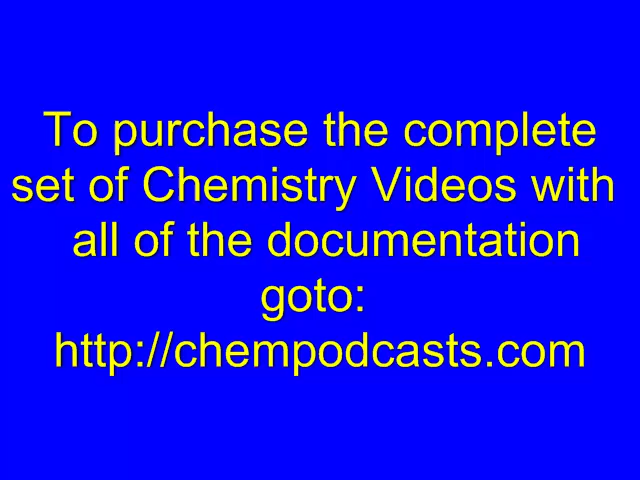 To purchase the complete
set of Chemistry Videos with
all of the documentation
goto:
http://chempodcasts.com